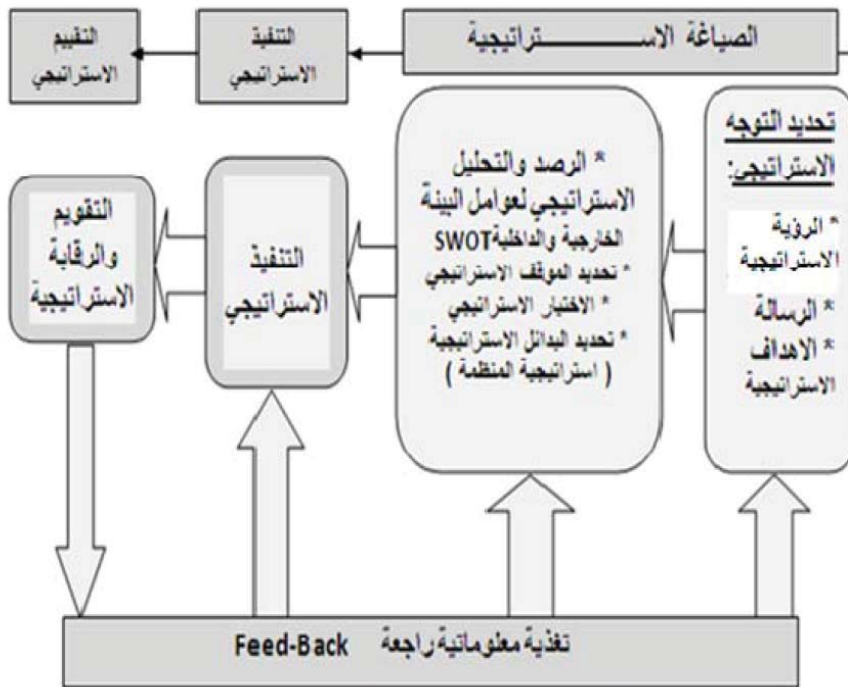 الصياغة الاســـــــــتراتيجية
التنفيذ
الاستراتيجي
التقييم
الاستراتيجي
تحديد التوجه
الاستراتيجي:
* الرؤية
الاستراتيجية
* الرسالة
* الاهداف
الاستراتيجية
* الرصد والتحليل
الاستراتيجي لعوامل البيئة
الخارجية والداخلية SWOT
* تحديد الموقف الاستراتيجي
* الاختيار الاستراتيجي
* تحديد البدائل الاستراتيجية
( استراتيجية المنظمة )
التنفيذ
الاستراتيجي
التقويم
والرقابة
الاستراتيجية
تغذية معلوماتية راجعة Feed-Back